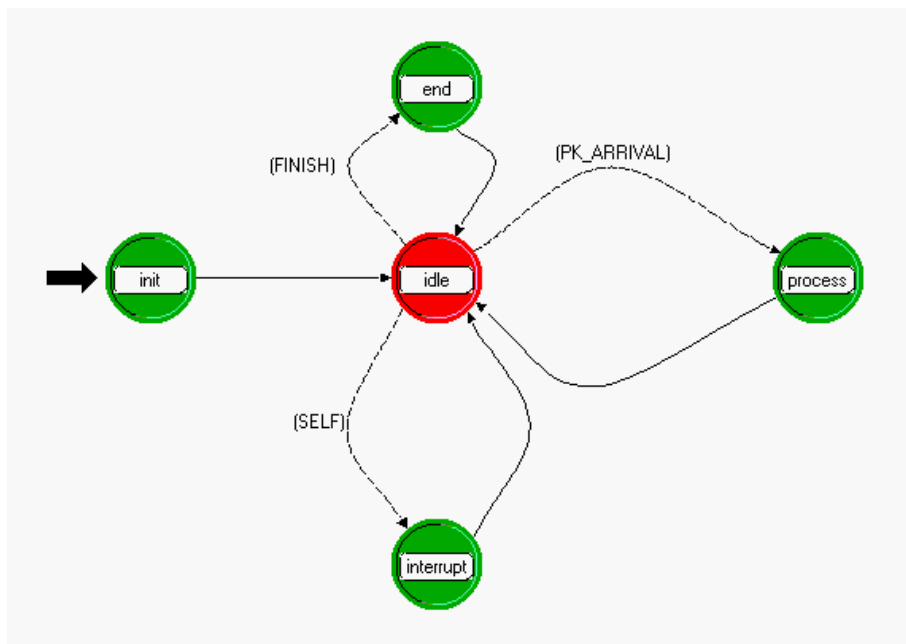 end
(FINISH)
(PK_ARRIVAL)
init
idle
process
(SELF)
interrupt